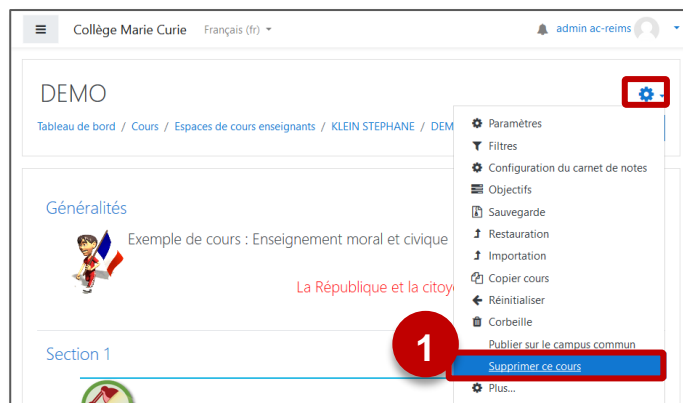 Collège Marie Curie Français (fr)
admin ac-reims
DEMO
Tableau de bord / Cours / Espaces de cours enseignants / KLEIN STEPHANE / DEM
Paramètres
Filtres
Configuration du carnet de notes
Objectifs
Sauvegarde
Restauration
Importation
Copier cours
Réinitialiser
Corbeille
Publier sur le campus commun
Supprimer ce cours
Plus...
Généralités
Exemple de cours : Enseignement moral et civique
La République et la citoy
1
Section 1